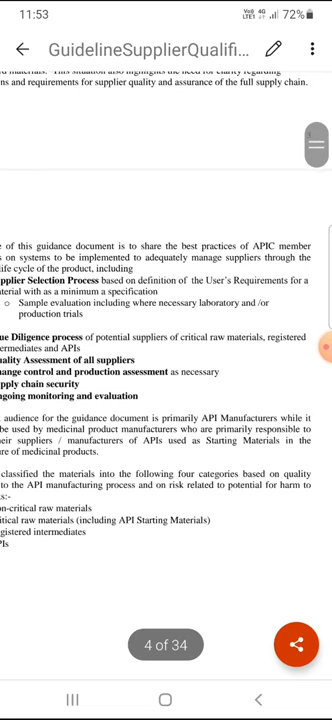 11:53
Vo) 4G
LTE1
72%
GuidelineSupplierQualifi...
ns and requirements for supplier quality and assurance of the full supply chain.
e of this guidance document is to share the best practices of APIC member
s on systems to be implemented to adequately manage suppliers through the
life cycle of the product, including
pplier Selection Process based on definition of the User's Requirements for a
terial with as a minimum a specification
o Sample evaluation including where necessary laboratory and /or
production trials
ue Diligence process of potential suppliers of critical raw materials, registered
ermediates and APIs
uality Assessment of all suppliers
hange control and production assessment as necessary
pply chain security
ngoing monitoring and evaluation
audience for the guidance document is primarily API Manufacturers while it
be used by medicinal product manufacturers who are primarily responsible to
heir suppliers / manufacturers of APIs used as Starting Materials in the
re of medicinal products.
classified the materials into the following four categories based on quality
to the API manufacturing process and on risk related to potential for harm to
s:-
on-critical raw materials
itical raw materials (including API Starting Materials)
gistered intermediates
PIs
4 of 34